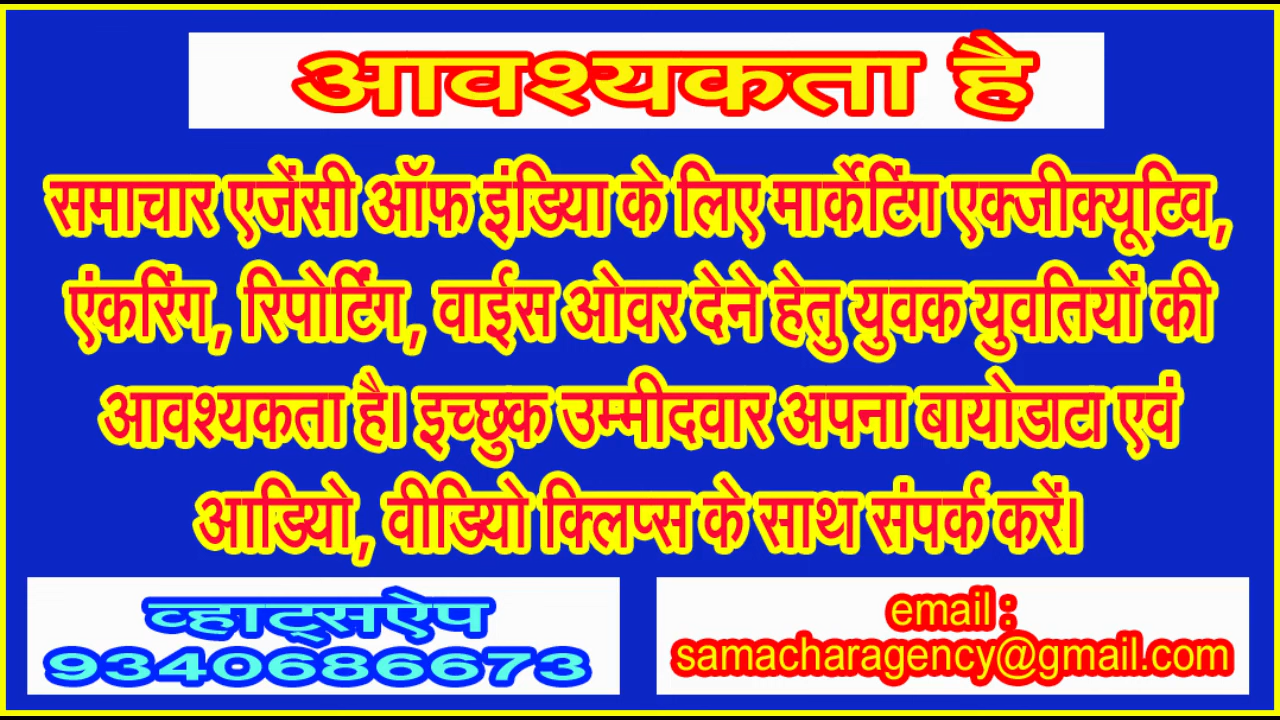 आवश्यकता है
समाचार एजेंसी ऑफ इंडिया के लिए मार्केटिंग एक्जीक्यूटिव,
एंकरिंग, रिपोर्टिंग, वाईस ओवर देने हेतु युवक युवतियों की
आवश्यकता है। इच्छुक उम्मीदवार अपना बायोडाटा एवं
आडियो, वीडियो क्लिप्स के साथ संपर्क करें।
व्हाट्सऐप
9340686673
email :
samacharagency@gmail.com